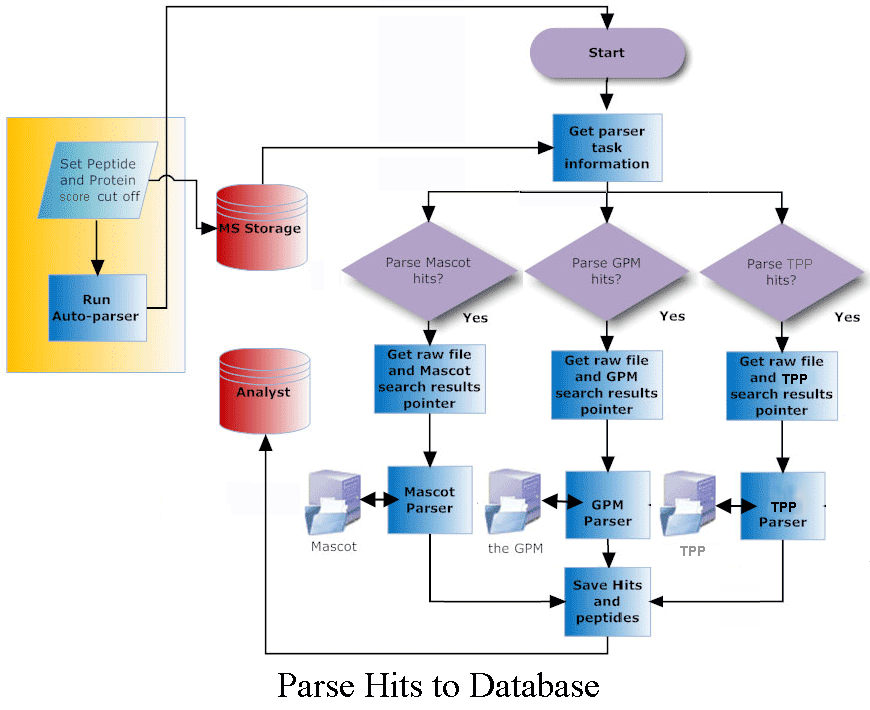 Start
Get parser
task
information
Set Peptide
and Protein
score cut off
MS Storage
Run
Auto-parser
Parse Mascot
hits?
Parse GPM
hits?
Parse TPP
hits?
Yes
Yes
Yes
Get raw file
and Mascot
search results
pointer
Get raw file
and GPM
search results
pointer
Get raw file
and TPP
search results
pointer
Analyst
Mascot
Parser
GPM
Parser
TPP
Parser
Mascot
the GPM
TPP
Save Hits
and
peptides
Parse Hits to Database